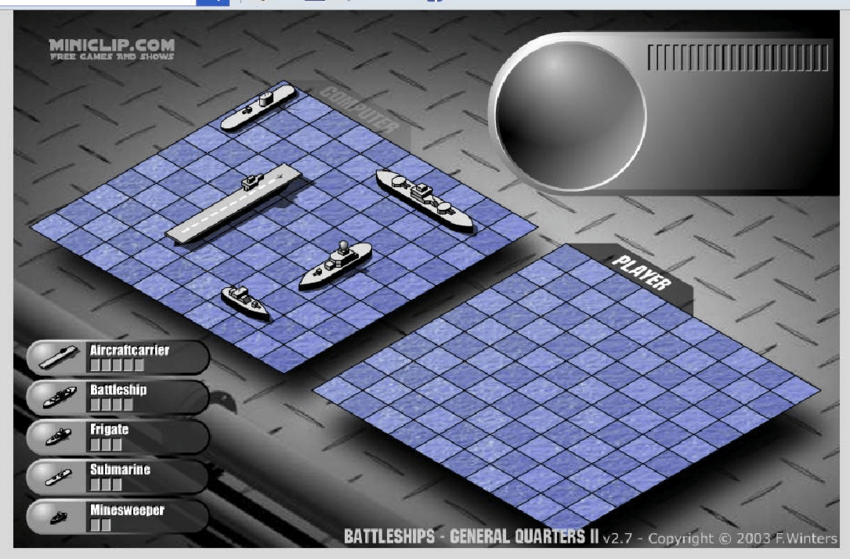 MINICLIP.COM
FREE GAMES AND SHOWS
COMPUTER
PLAYER
Aircraftcarrier
Battleship
Frigate
Submarine
Minesweeper
BATTLESHIPS - GENERAL QUARTERS II v2.7 - Copyright © 2003 F.Winters